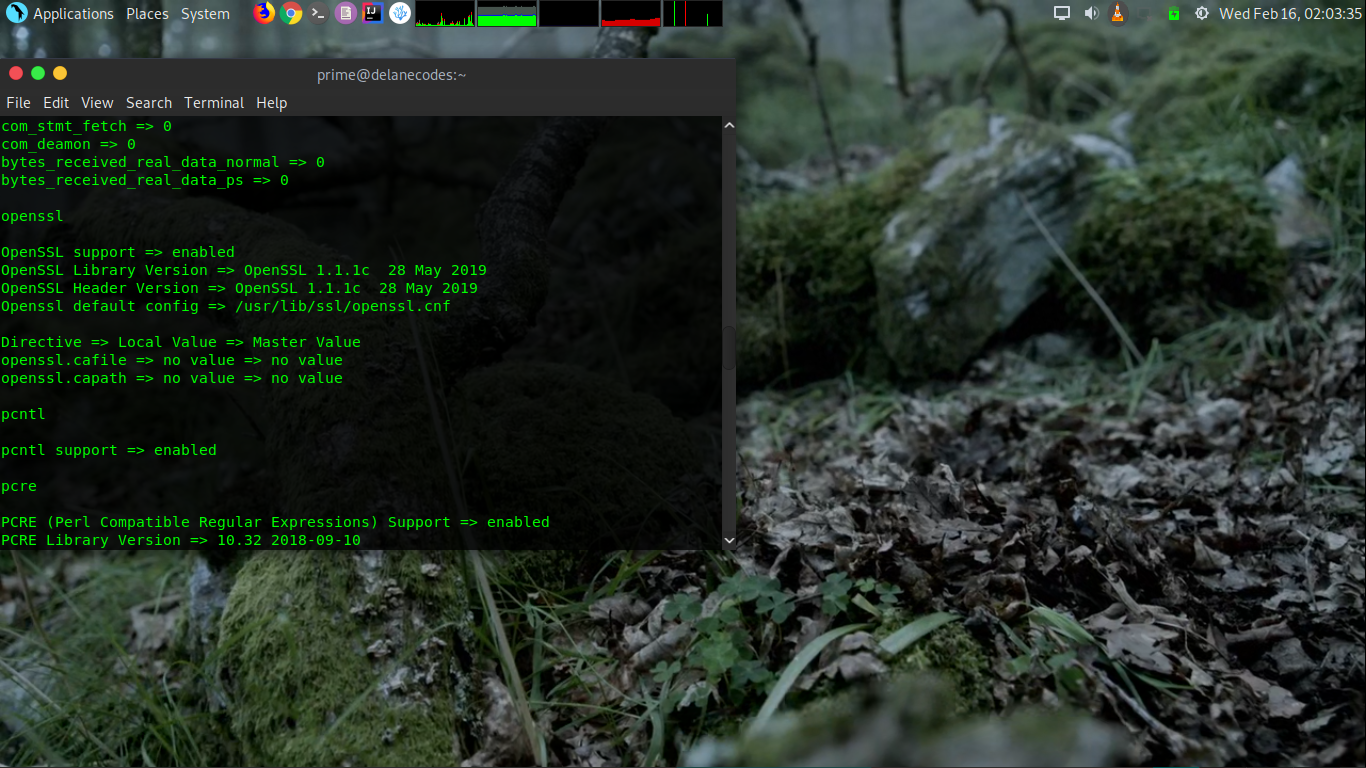 Applications Places System Wed Feb 16, 02:03:35
prime@delanecodes:~
File Edit View Search Terminal Help
com_stmt_fetch => 0
com_deamon => 0
bytes_received_real_data_normal => 0
bytes_received_real_data_ps => 0
openssl
OpenSSL support => enabled
OpenSSL Library Version => OpenSSL 1.1.1c  28 May 2019
OpenSSL Header Version => OpenSSL 1.1.1c  28 May 2019
Openssl default config => /usr/lib/ssl/openssl.cnf
Directive => Local Value => Master Value
openssl.cafile => no value => no value
openssl.capath => no value => no value
pcntl
pcntl support => enabled
pcre
PCRE (Perl Compatible Regular Expressions) Support => enabled
PCRE Library Version => 10.32 2018-09-10